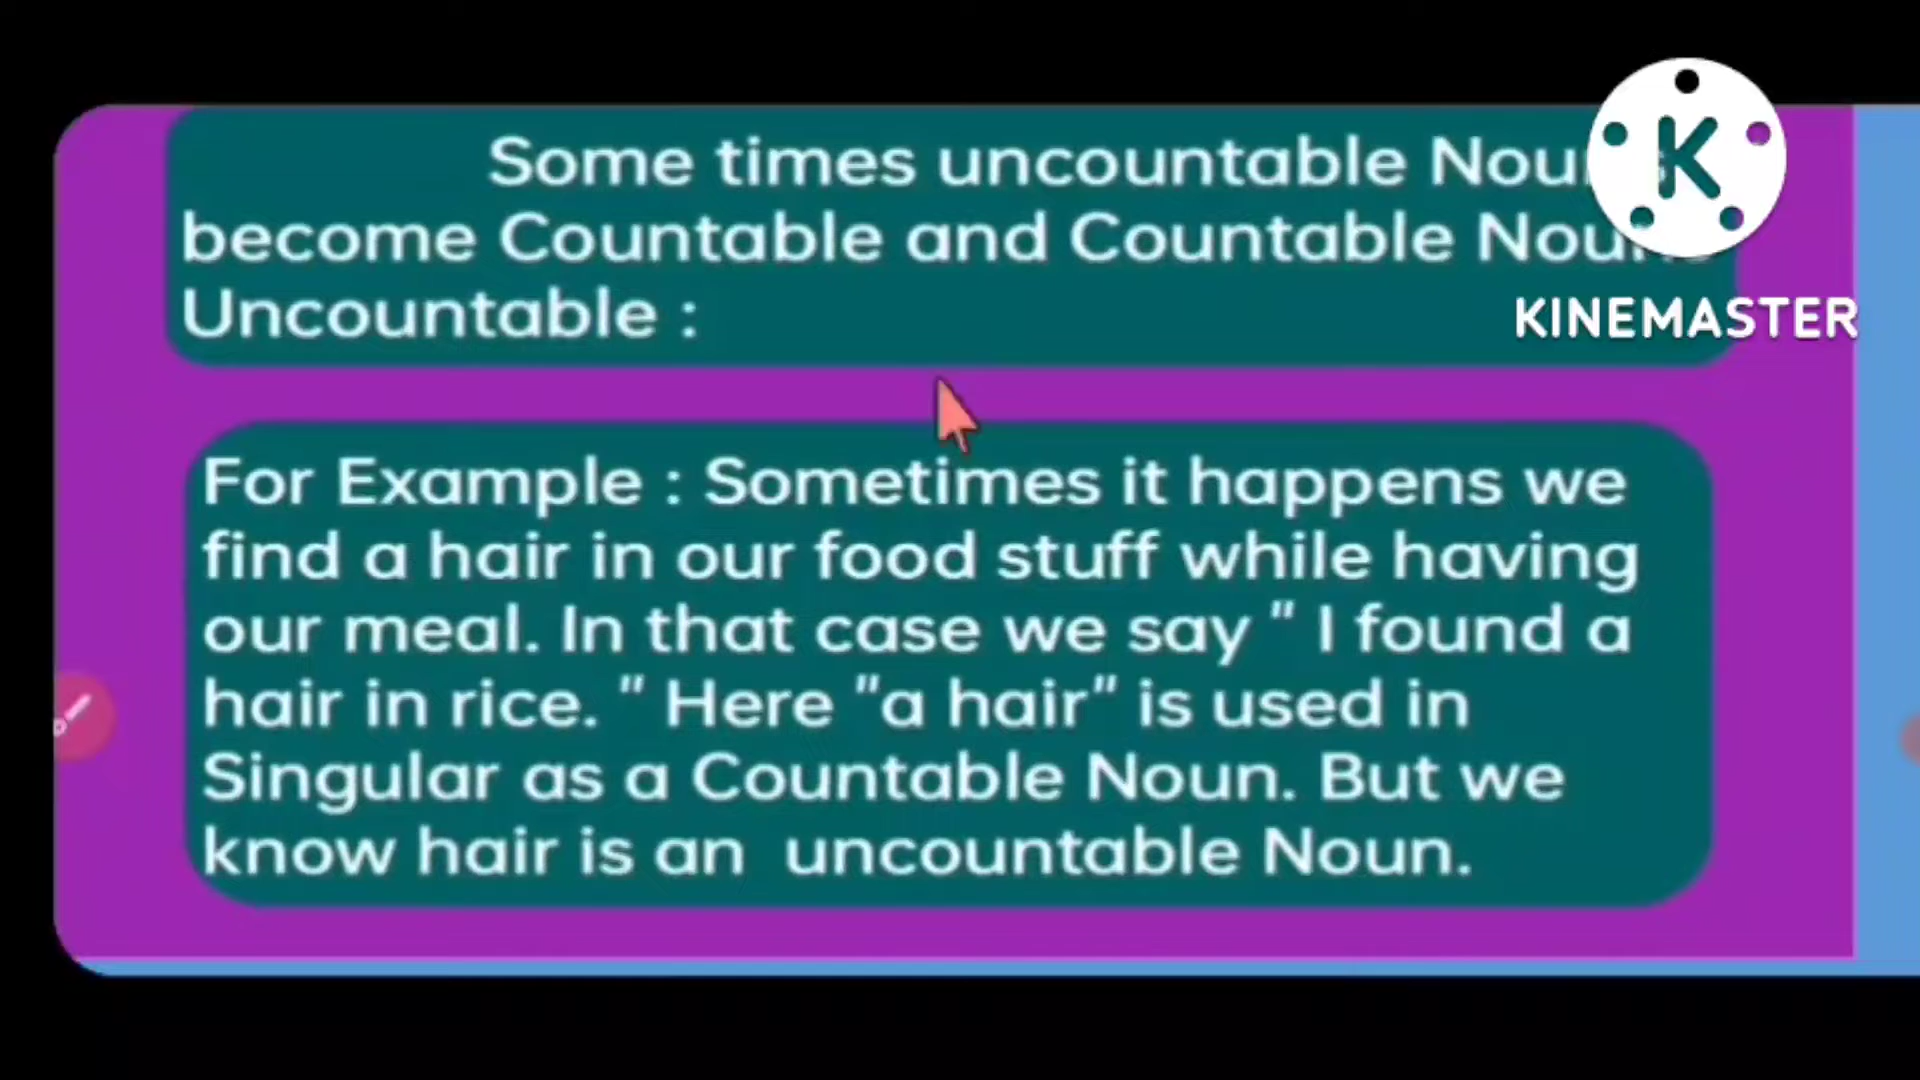 Some times uncountable
become Countable and Countable
Uncountable :
K
KINEMASTER
For Example : Sometimes it happens we
find a hair in our food stuff while having
our meal. In that case we say " I found a
hair in rice. " Here "a hair" is used in
Singular as a Countable Noun. But we
know hair is an uncountable Noun.